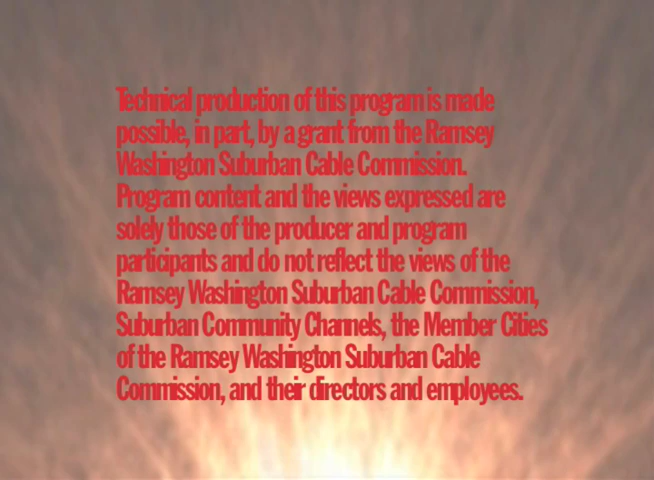 Technical production of this program is made
possible, in part, by a grant from the Ramsey
Washington Suburban Cable Commission.
Program content and the views expressed are
solely those of the producer and program
participants and do not reflect the views of the
Ramsey Washington Suburban Cable Commission,
Suburban Community Channels, the Member Cities
of the Ramsey Washington Suburban Cable
Commission, and their directors and employees.